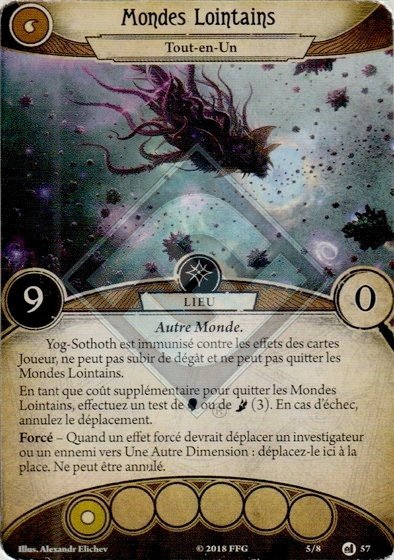 Mondes Lointains
Tout-en-Un
9
LIEU
0
Autre Monde.
Yog-Sothoth est immunisé contre les effets des cartes
Joueur, ne peut pas subir de dégât et ne peut pas quitter les
Mondes Lointains.
En tant que coût supplémentaire pour quitter les Mondes
Lointains, effectuez un test de ou de (3). En cas d'échec,
annulez le déplacement.
Forcé – Quand un effet forcé devrait déplacer un investigateur
ou un ennemi vers Une Autre Dimension : déplacez-le ici à la
place. Ne peut être annulé.
Illus. Alexandr Elichev
© 2018 FFG
5/8
57